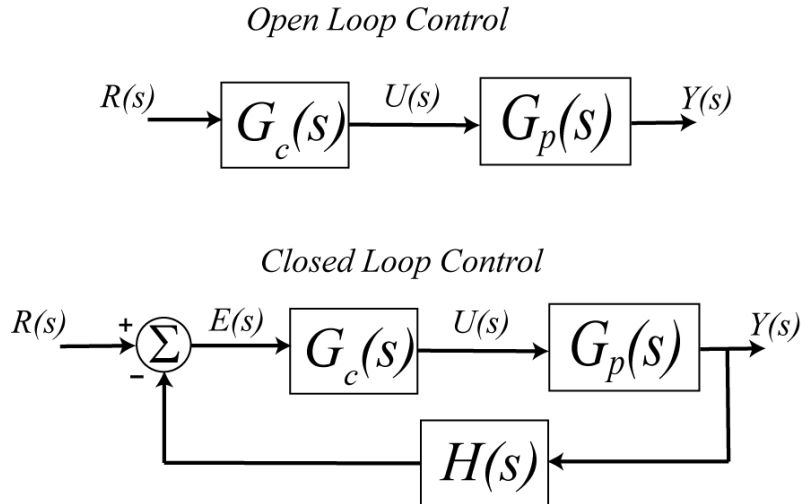 Open Loop Control
R(s) G_c(s) U(s) G_p(s) Y(s)
Closed Loop Control
R(s) + Σ E(s) G_c(s) U(s) G_p(s) Y(s)
−
H(s)